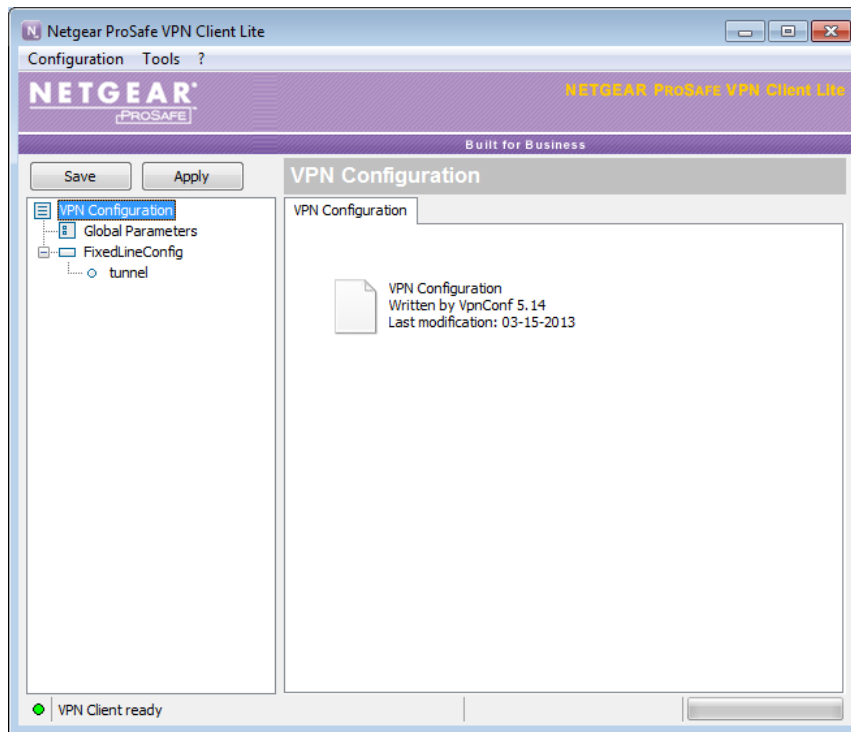 Netgear ProSafe VPN Client Lite
Configuration Tools ?
NETGEAR®
PROSAFE
NETGEAR PROSAFE VPN Client Lite
Built for Business
Save
Apply
VPN Configuration
VPN Configuration
Global Parameters
FixedLineConfig
tunnel
VPN Configuration
VPN Configuration
Written by VpnConf 5.14
Last modification: 03-15-2013
VPN Client ready